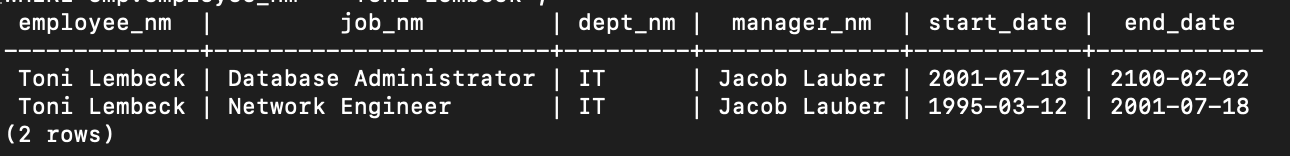 employee_nm | job_nm | dept_nm | manager_nm | start_date | end_date
--------------+------------------------+---------+--------------+------------+------------
Toni Lembeck | Database Administrator | IT | Jacob Lauber | 2001-07-18 | 2100-02-02
Toni Lembeck | Network Engineer | IT | Jacob Lauber | 1995-03-12 | 2001-07-18
(2 rows)